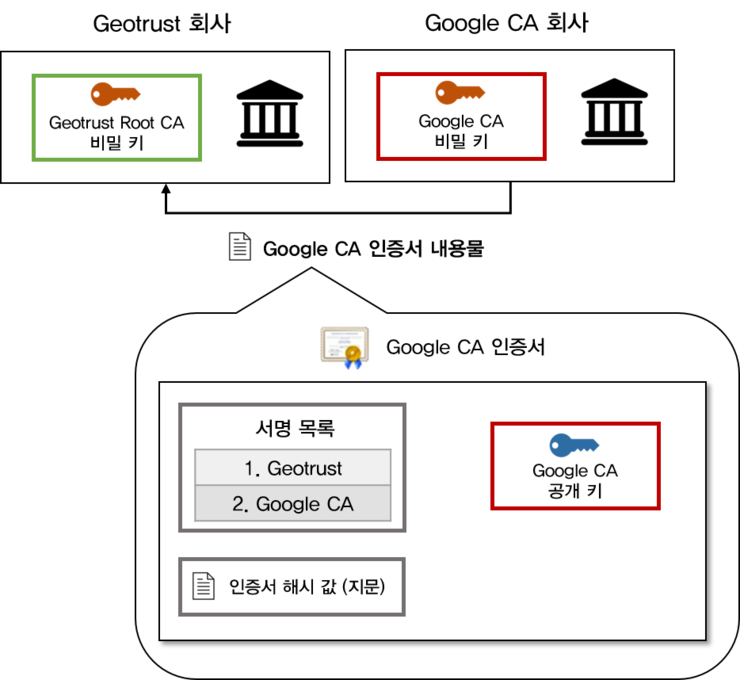 Geotrust 회사
Google CA 회사
Geotrust Root CA
비밀 키
Google CA
비밀 키
Google CA 인증서 내용물
Google CA 인증서
서명 목록
1. Geotrust
2. Google CA
Google CA
공개 키
인증서 해시 값 (지문)